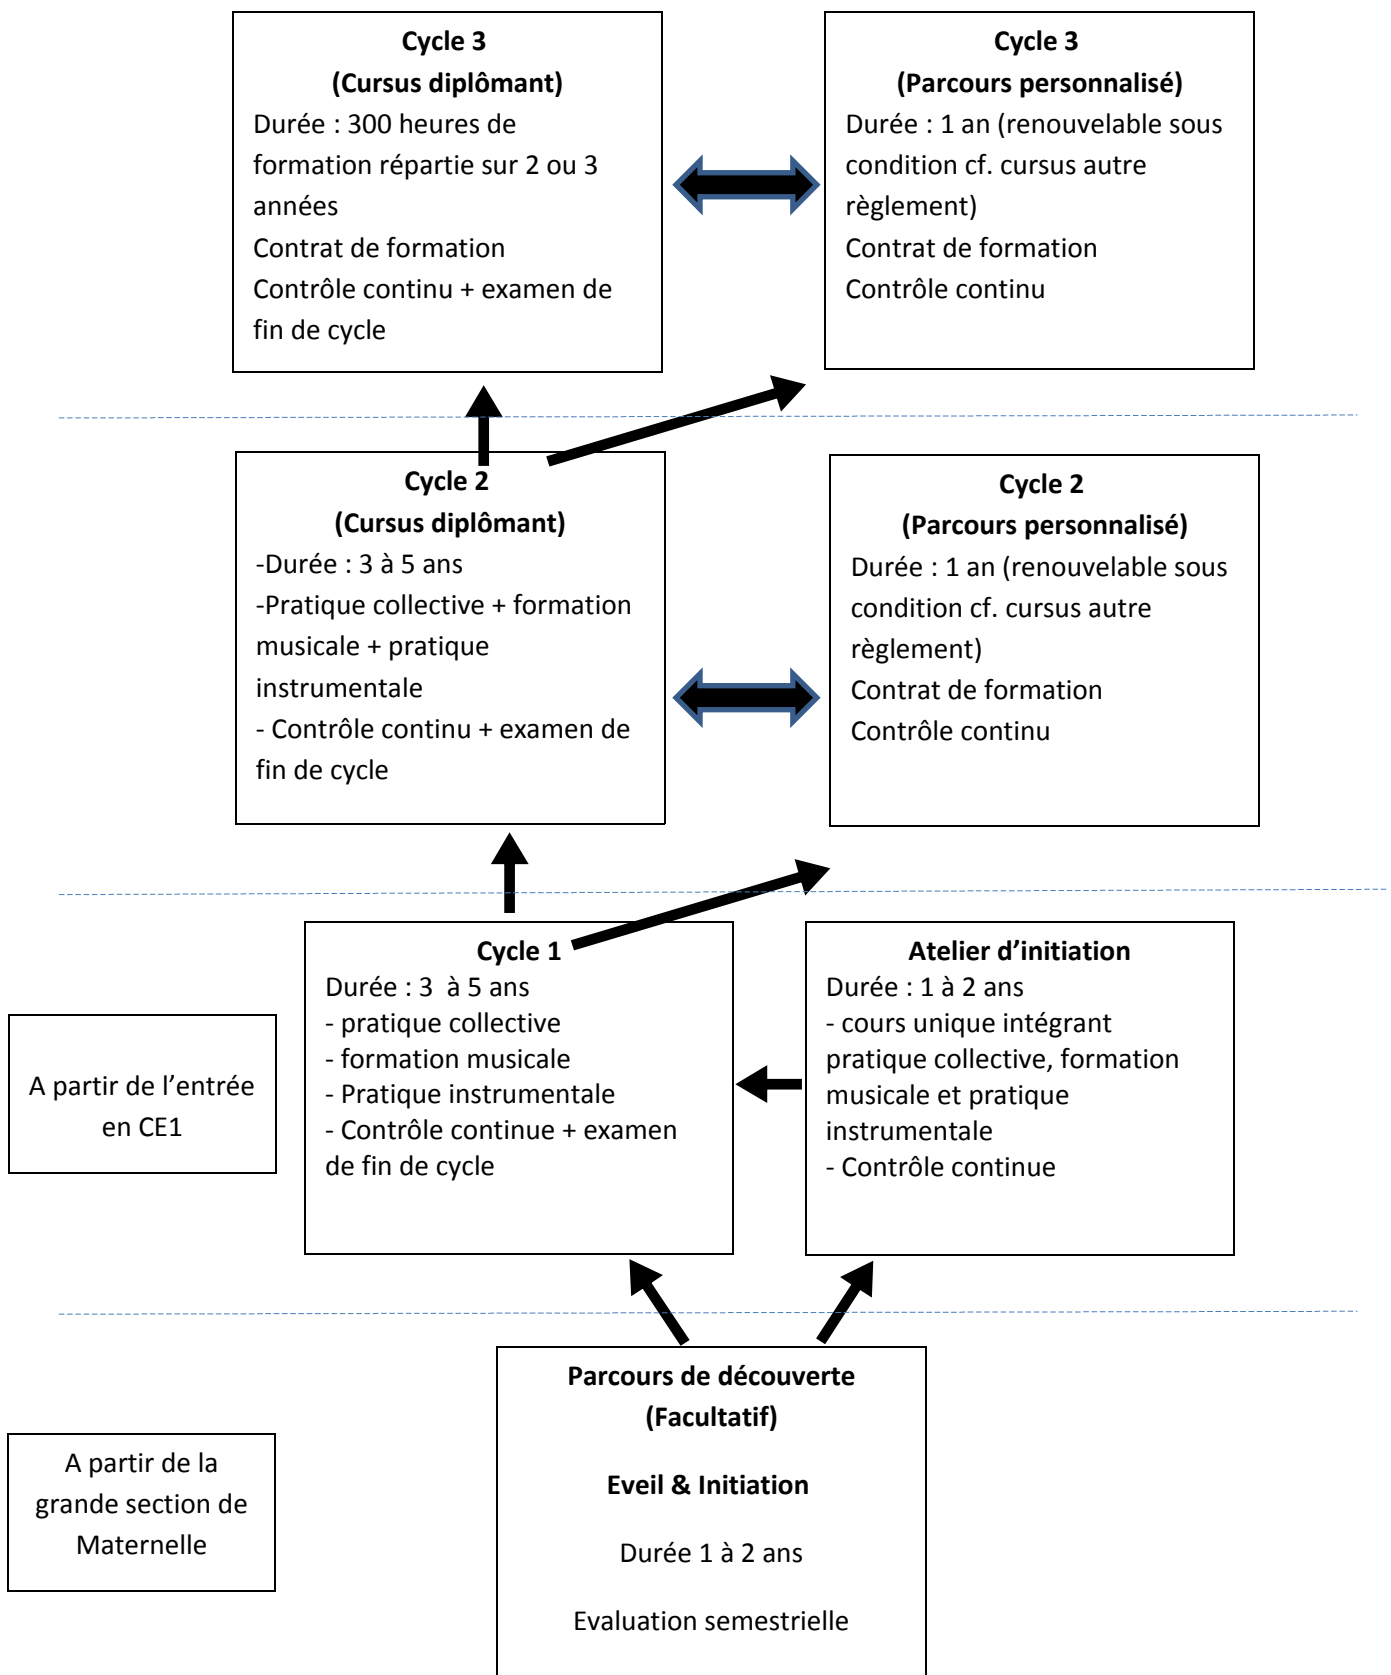 Cycle 3
(Cursus diplômant)
Durée : 300 heures de
formation répartie sur 2 ou 3
années
Contrat de formation
Contrôle continu + examen de
fin de cycle
Cycle 3
(Parcours personnalisé)
Durée : 1 an (renouvelable sous
condition cf. cursus autre
règlement)
Contrat de formation
Contrôle continu
Cycle 2
(Cursus diplômant)
-Durée : 3 à 5 ans
-Pratique collective + formation
musicale + pratique
instrumentale
- Contrôle continu + examen de
fin de cycle
Cycle 2
(Parcours personnalisé)
Durée : 1 an (renouvelable sous
condition cf. cursus autre
règlement)
Contrat de formation
Contrôle continu
A partir de l’entrée
en CE1
Cycle 1
Durée : 3  à 5 ans
- pratique collective
- formation musicale
- Pratique instrumentale
- Contrôle continue + examen
de fin de cycle
Atelier d’initiation
Durée : 1 à 2 ans
- cours unique intégrant
pratique collective, formation
musicale et pratique
instrumentale
- Contrôle continue
A partir de la
grande section de
Maternelle
Parcours de découverte
(Facultatif)
Eveil & Initiation
Durée 1 à 2 ans
Evaluation semestrielle